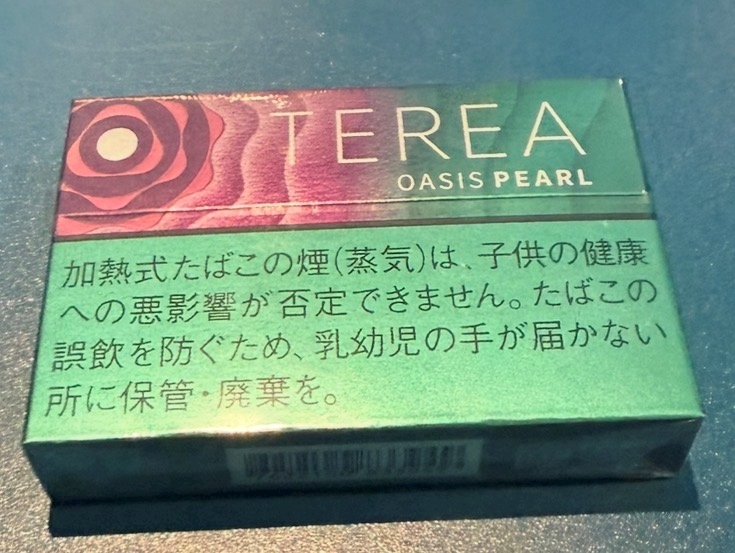 TEREA
OASIS PEARL
加熱式たばこの煙(蒸気)は、子供の健康
への悪影響が否定できません。たばこの
誤飲を防ぐため、乳幼児の手が届かない
所に保管・廃棄を。